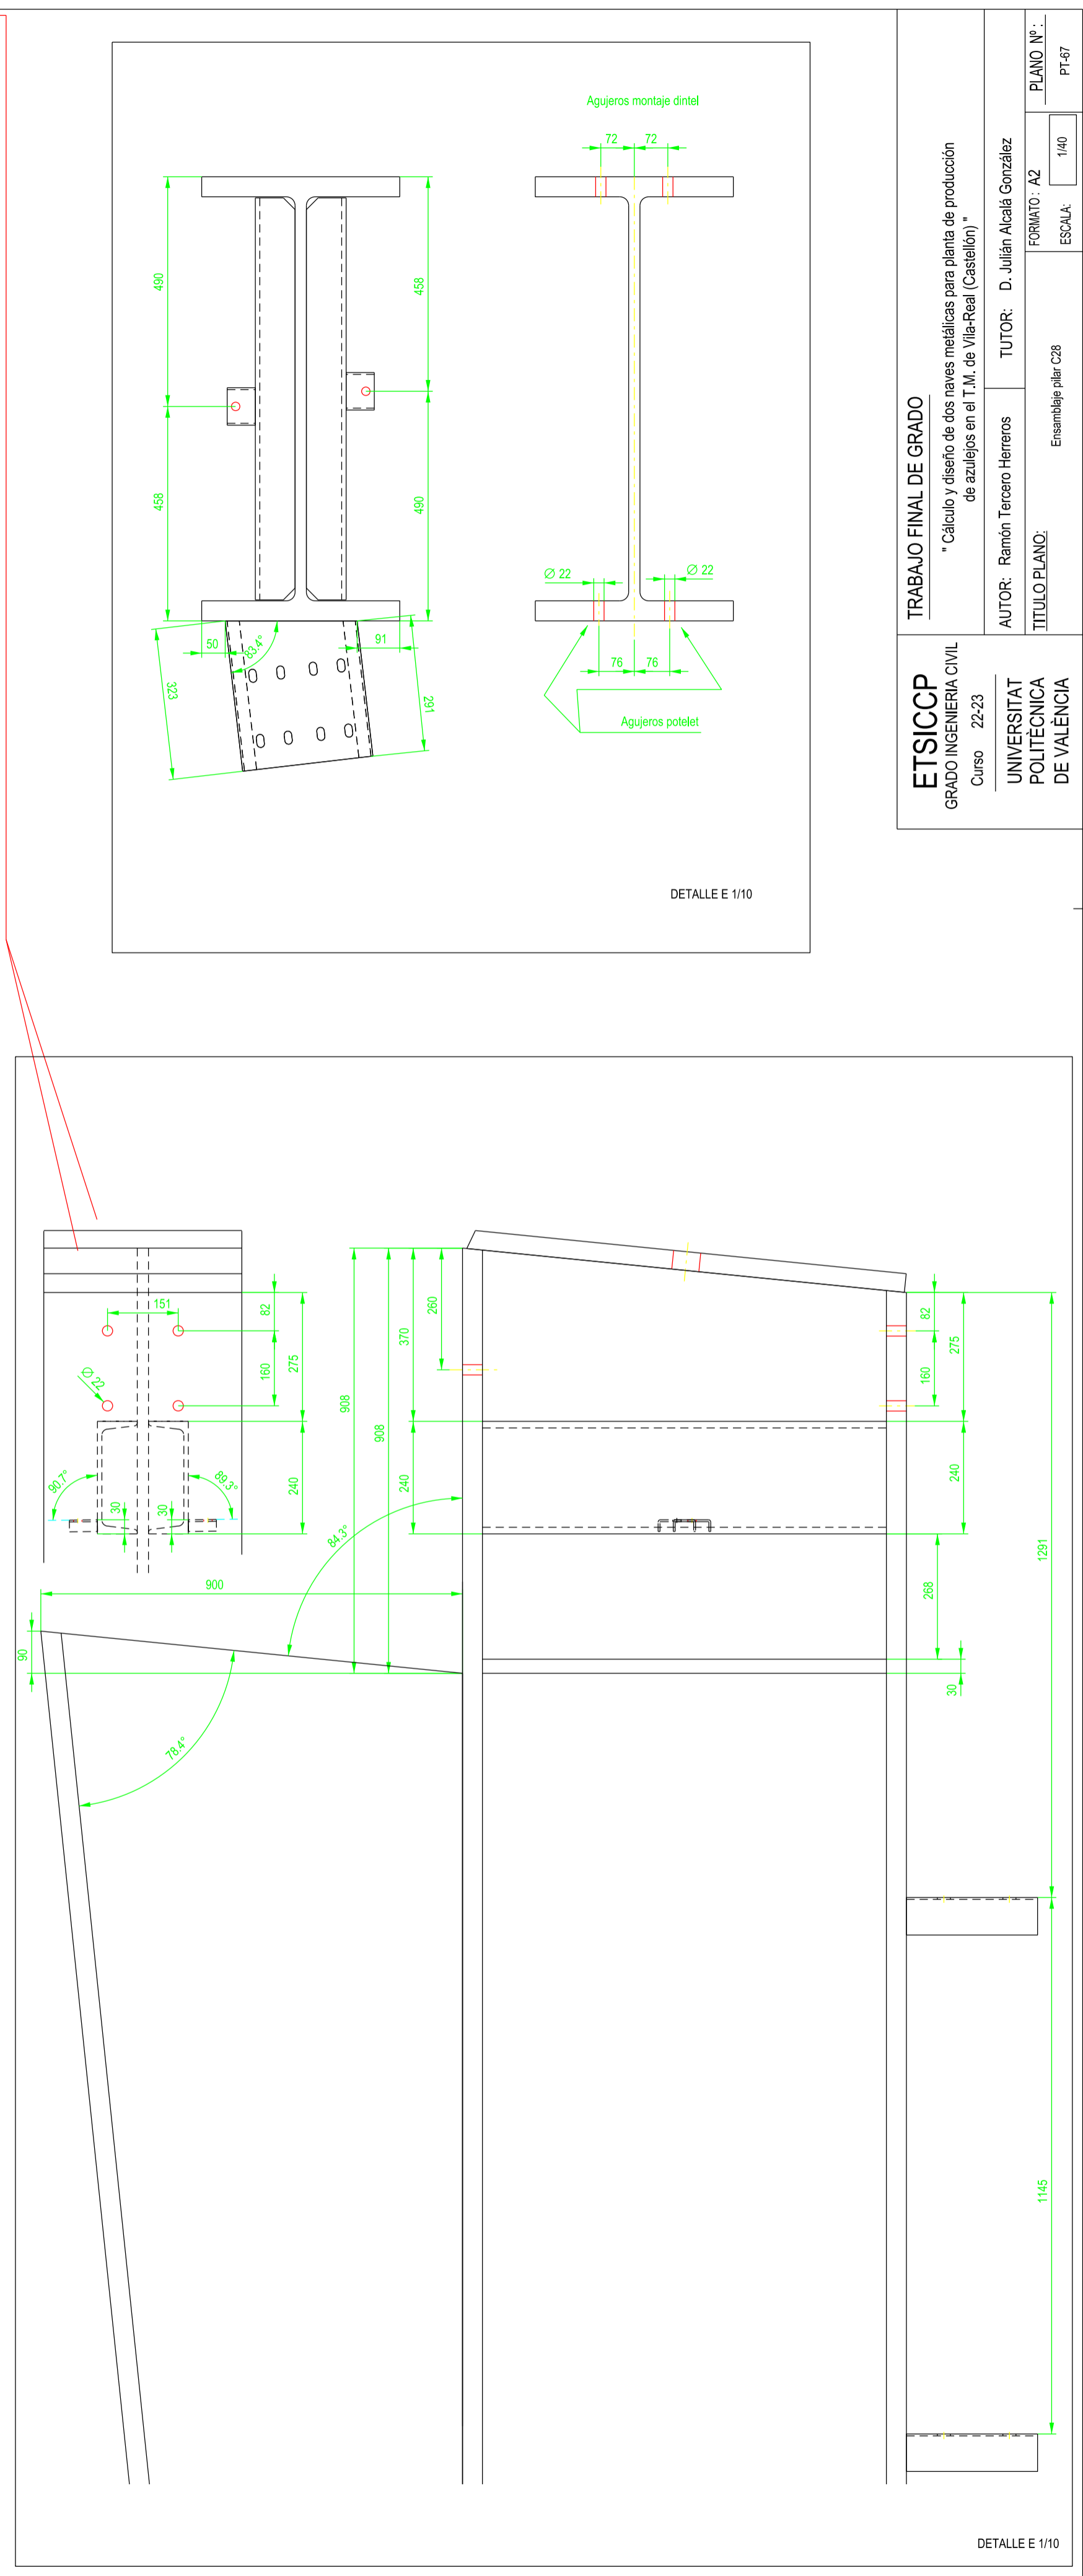 Agujeros montaje dintel
72
72
490
458
458
490
Ø 22
Ø 22
50
83.4°
91
323
291
76
76
Agujeros potelet
DETALLE E 1/10
TRABAJO FINAL DE GRADO
" Cálculo y diseño de dos naves metálicas para planta de producción
de azulejos en el T.M. de Vila-Real (Castellón) "
AUTOR: Ramón Tercero Herreros
TUTOR: D. Julián Alcalá González
TITULO PLANO:
Ensamblaje pilar C28
FORMATO : A2
ESCALA:
1/40
PLANO Nº :
PT-67
ETSICCP
GRADO INGENIERIA CIVIL
Curso 22-23
UNIVERSITAT
POLITÈCNICA
DE VALÈNCIA
151
82
160
275
Ø 22
240
90.7°
89.3°
30
30
908
908
370
260
240
84.3°
900
90
78.4°
82
160
275
240
268
30
1291
1145
DETALLE E 1/10